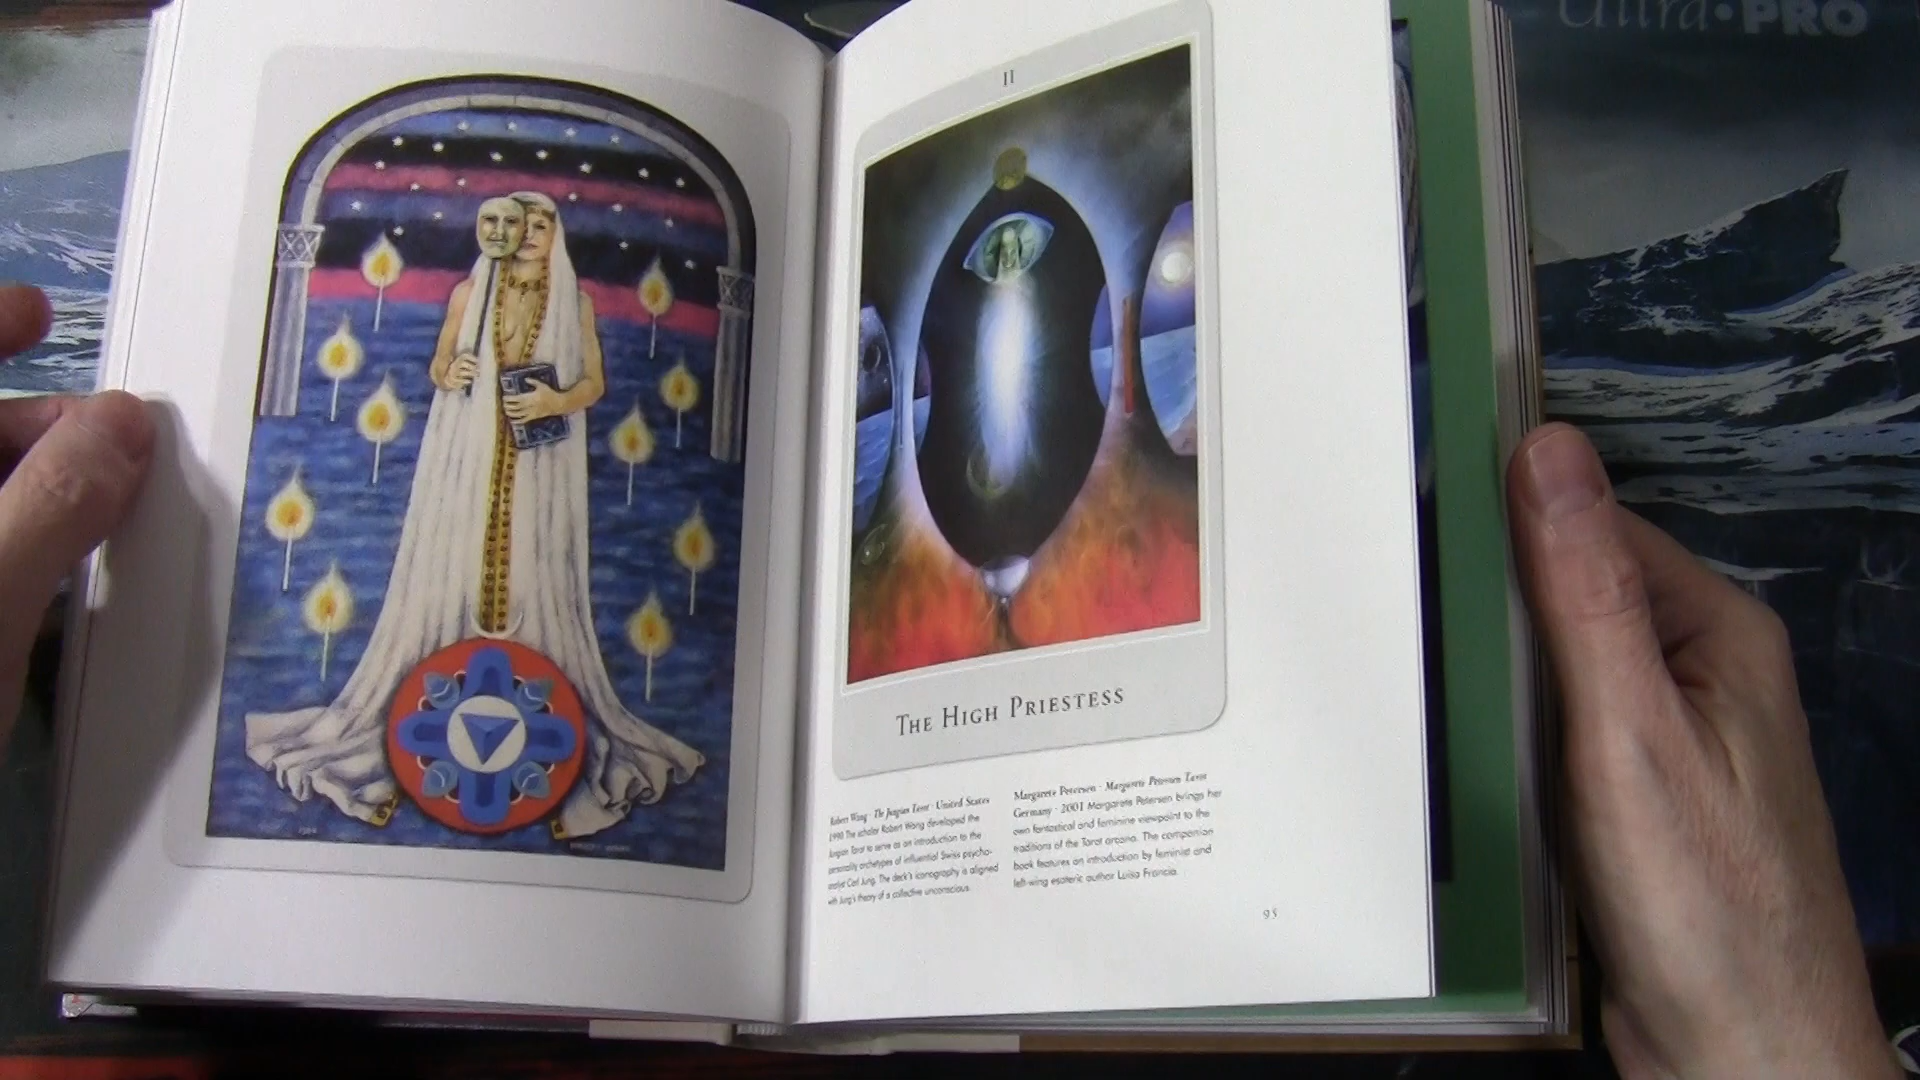 Ultra•PRO
II
THE HIGH PRIESTESS
Robert Wang · The Jungian Tarot · United States
1990 The scholar Robert Wang developed the
Jungian Tarot to serve as an introduction to the
personality archetypes of influential Swiss psycho-
analyst Carl Jung. The deck's iconography is aligned
with Jung's theory of a collective unconscious.
Margarete Petersen · Margarete Petersen Tarot
Germany · 2001 Margarete Petersen brings her
own fantastical and feminine viewpoint to the
traditions of the Tarot arcana. The companion
book features an introduction by feminist and
left-wing esoteric author Luisa Francia.
95